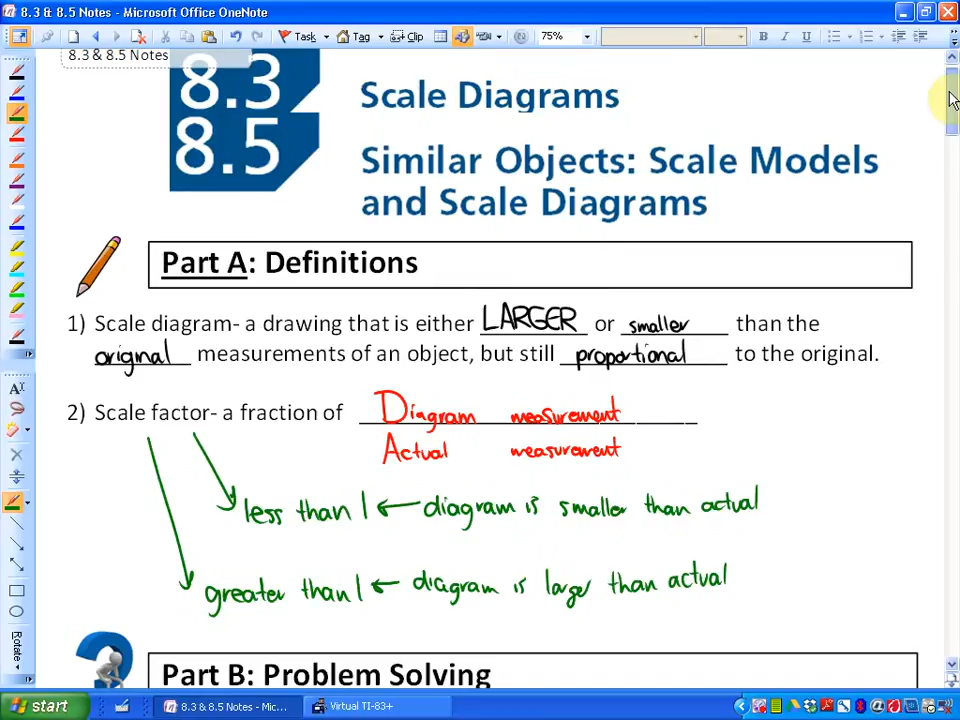 8.3 & 8.5 Notes - Microsoft Office OneNote
Task Tag Clip 75% B I U
8.3 & 8.5 Notes
8.3 Scale Diagrams
8.5 Similar Objects: Scale Models
and Scale Diagrams
Part A: Definitions
1) Scale diagram- a drawing that is either LARGER or smaller than the
original measurements of an object, but still proportional to the original.
2) Scale factor- a fraction of Diagram measurement
Actual measurement
less than 1 ← diagram is smaller than actual
greater than 1 ← diagram is larger than actual
Rotate
Part B: Problem Solving
start 8.3 & 8.5 Notes - Mic... Virtual TI-83+